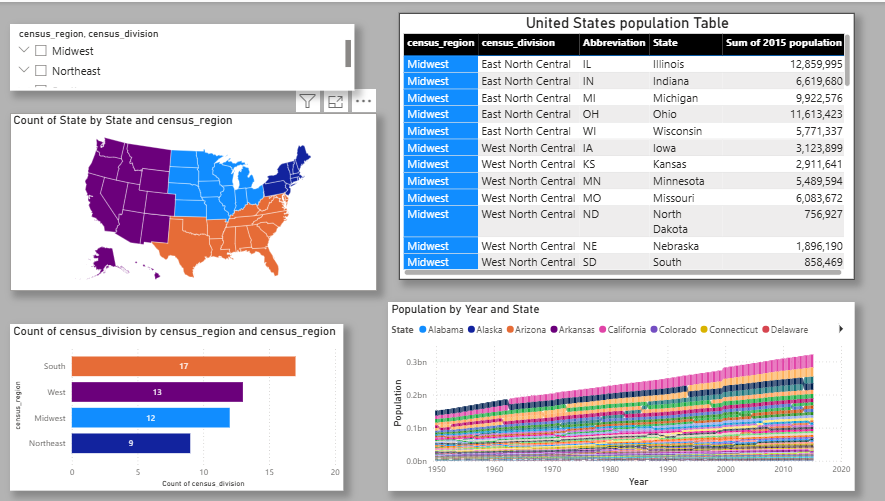 census_region, census_division
Midwest
Northeast
Count of State by State and census_region
United States population Table
census_region census_division Abbreviation State Sum of 2015 population
Midwest East North Central IL Illinois 12,859,995
Midwest East North Central IN Indiana 6,619,680
Midwest East North Central MI Michigan 9,922,576
Midwest East North Central OH Ohio 11,613,423
Midwest East North Central WI Wisconsin 5,771,337
Midwest West North Central IA Iowa 3,123,899
Midwest West North Central KS Kansas 2,911,641
Midwest West North Central MN Minnesota 5,489,594
Midwest West North Central MO Missouri 6,083,672
Midwest West North Central ND North 756,927
Dakota
Midwest West North Central NE Nebraska 1,896,190
Midwest West North Central SD South 858,469
Count of census_division by census_region and census_region
census_region
South 17
West 13
Midwest 12
Northeast 9
0 5 10 15 20
Count of census_division
Population by Year and State
State Alabama Alaska Arizona Arkansas California Colorado Connecticut Delaware
Population
0.3bn
0.2bn
0.1bn
0.0bn
1950 1960 1970 1980 1990 2000 2010 2020
Year